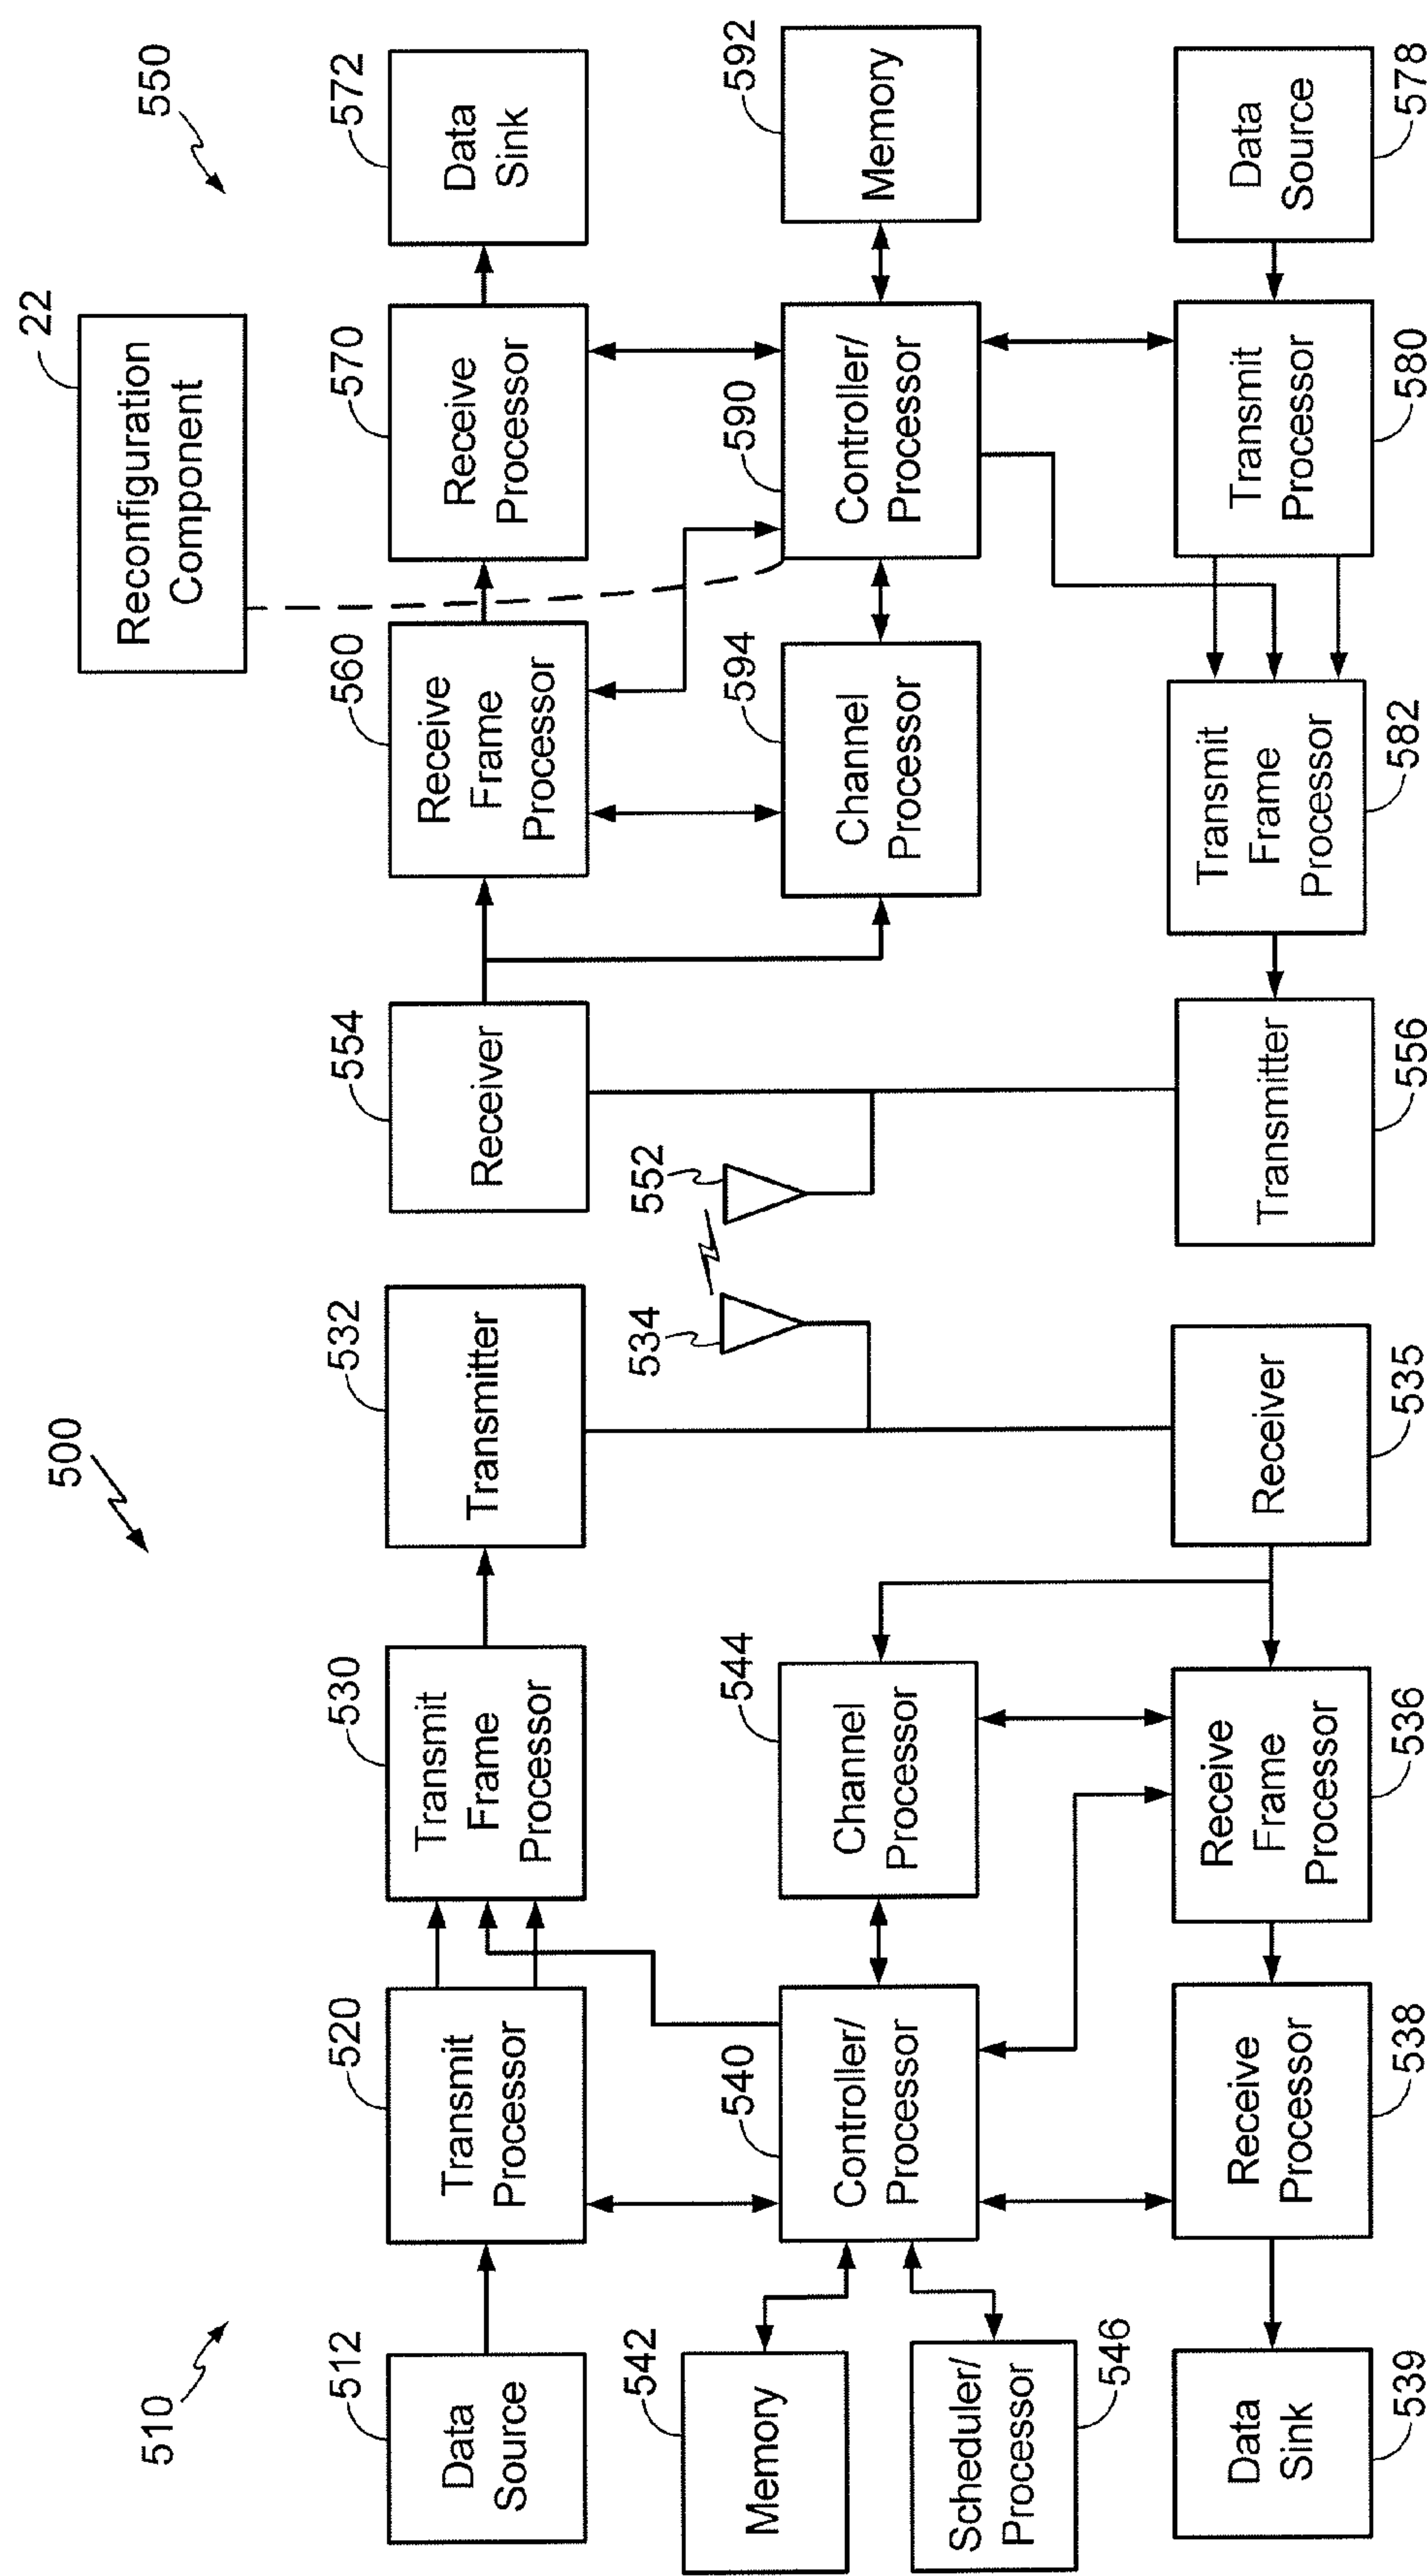 500
510
550
22
Reconfiguration
Component
512
Data
Source
520
Transmit
Processor
530
Transmit
Frame
Processor
532
Transmitter
554
Receiver
560
Receive
Frame
Processor
570
Receive
Processor
572
Data
Sink
534
552
542
Memory
540
Controller/
Processor
544
Channel
Processor
594
Channel
Processor
590
Controller/
Processor
592
Memory
Scheduler/
Processor
546
Data
Sink
539
Receive
Processor
538
Receive
Frame
Processor
536
Receiver
535
Transmitter
556
Transmit
Frame
Processor
582
Transmit
Processor
580
Data
Source
578